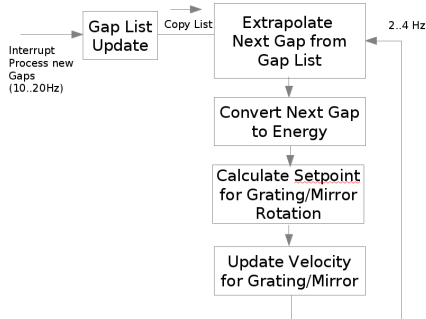 Interrupt
Process new
Gaps
(10..20Hz)
Gap List
Update
Copy List
Extrapolate
Next Gap from
Gap List
2..4 Hz
Convert Next Gap
to Energy
Calculate Setpoint
for Grating/Mirror
Rotation
Update Velocity
for Grating/Mirror